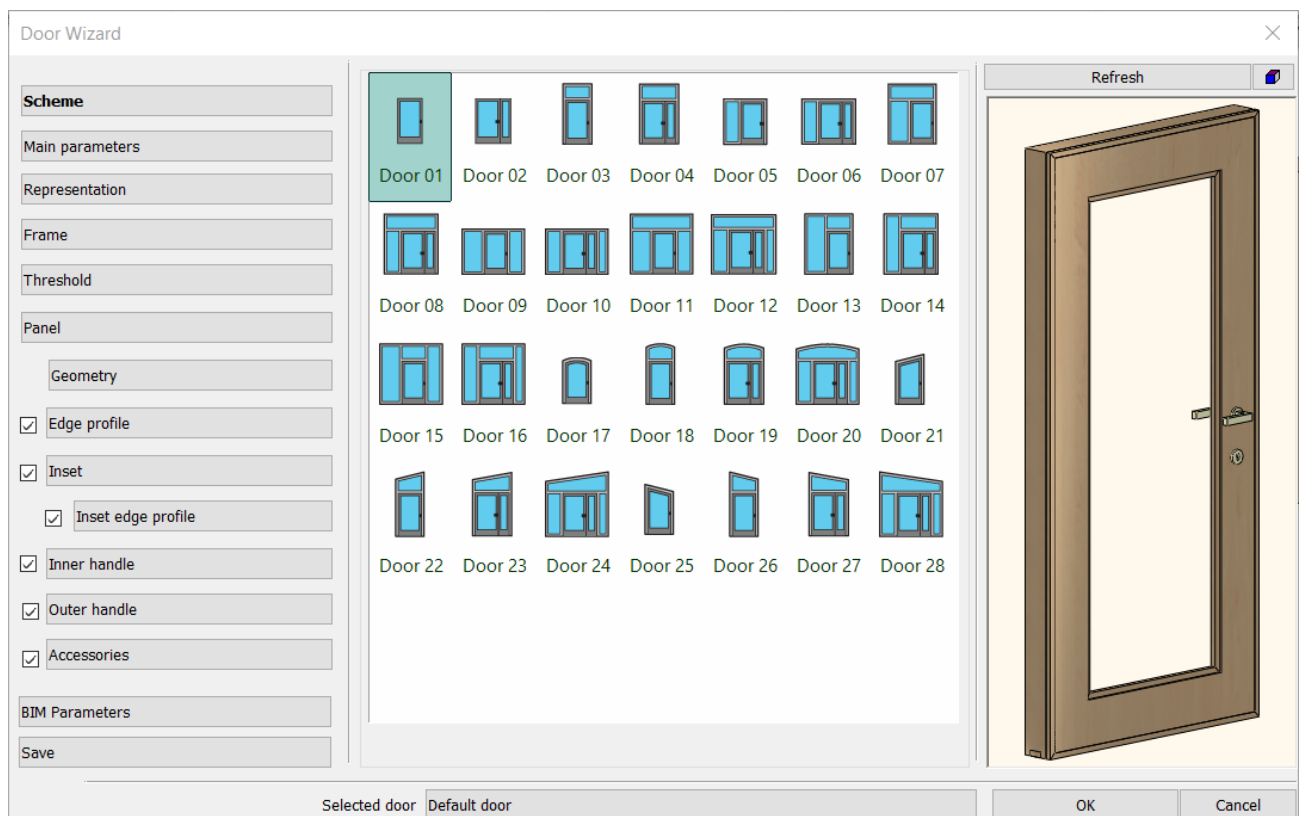 Door Wizard
Scheme
Main parameters
Representation
Frame
Threshold
Panel
Geometry
Edge profile
Inset
Inset edge profile
Inner handle
Outer handle
Accessories
BIM Parameters
Save
Door 01 Door 02 Door 03 Door 04 Door 05 Door 06 Door 07
Door 08 Door 09 Door 10 Door 11 Door 12 Door 13 Door 14
Door 15 Door 16 Door 17 Door 18 Door 19 Door 20 Door 21
Door 22 Door 23 Door 24 Door 25 Door 26 Door 27 Door 28
Refresh
Selected door Default door
OK Cancel